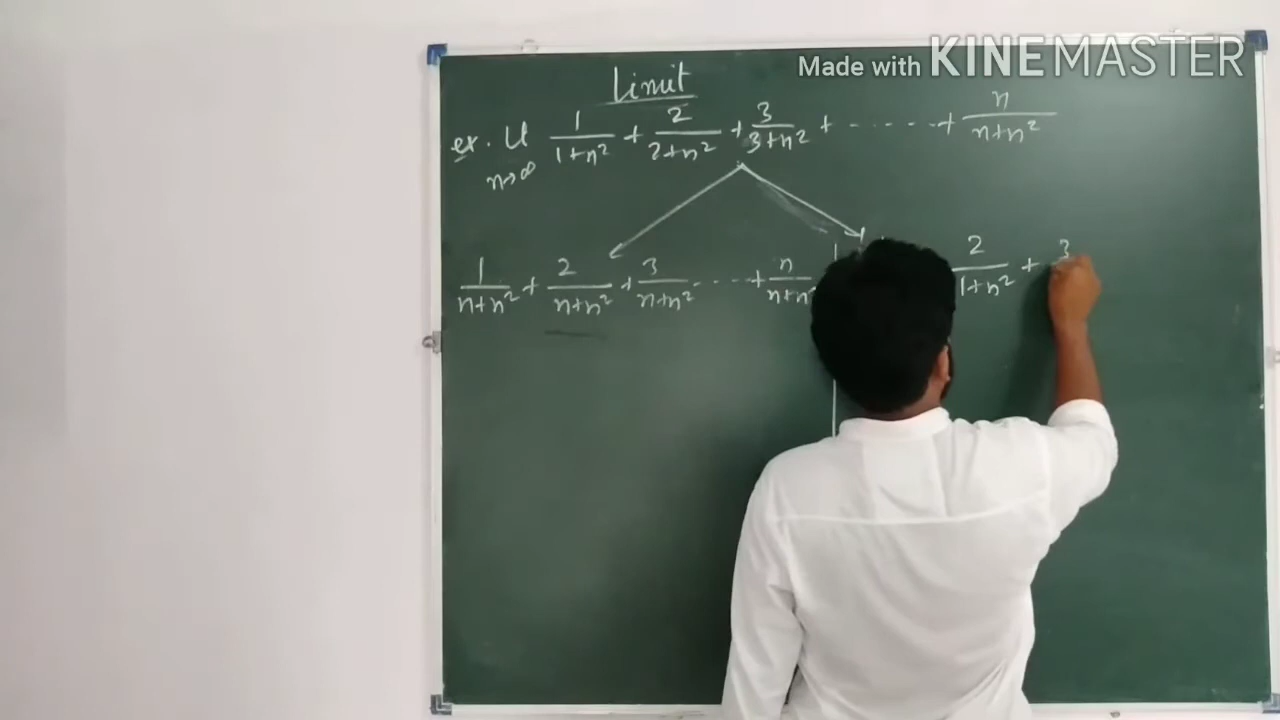 Made with KINEMASTER
Limit
ex. Lt n→∞ 1/(1+n²) + 2/(2+n²) + 3/(3+n²) + ...... + n/(n+n²)
1/(n+n²) + 2/(n+n²) + 3/(n+n²) .... + n/(n+n²)
2/(1+n²) + 3